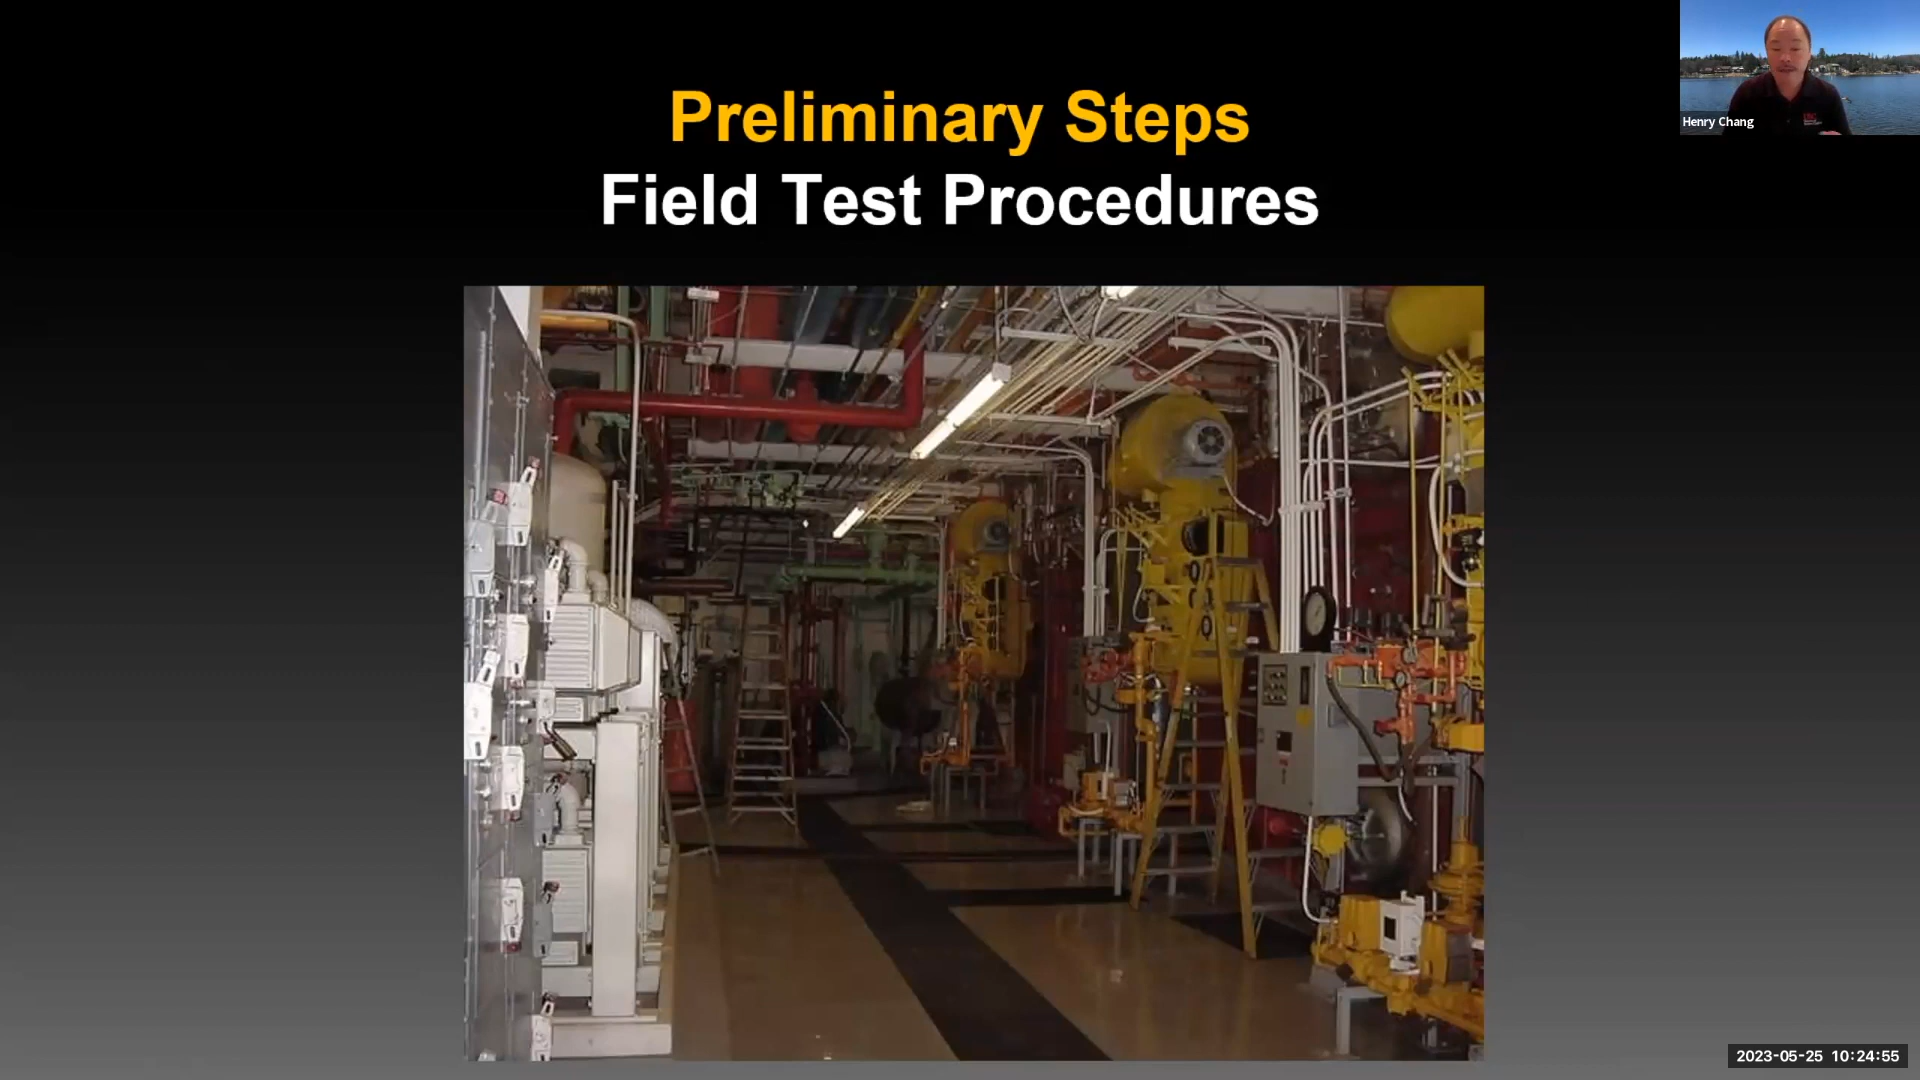 Preliminary Steps
Field Test Procedures
Henry Chang
2023-05-25 10:24:55